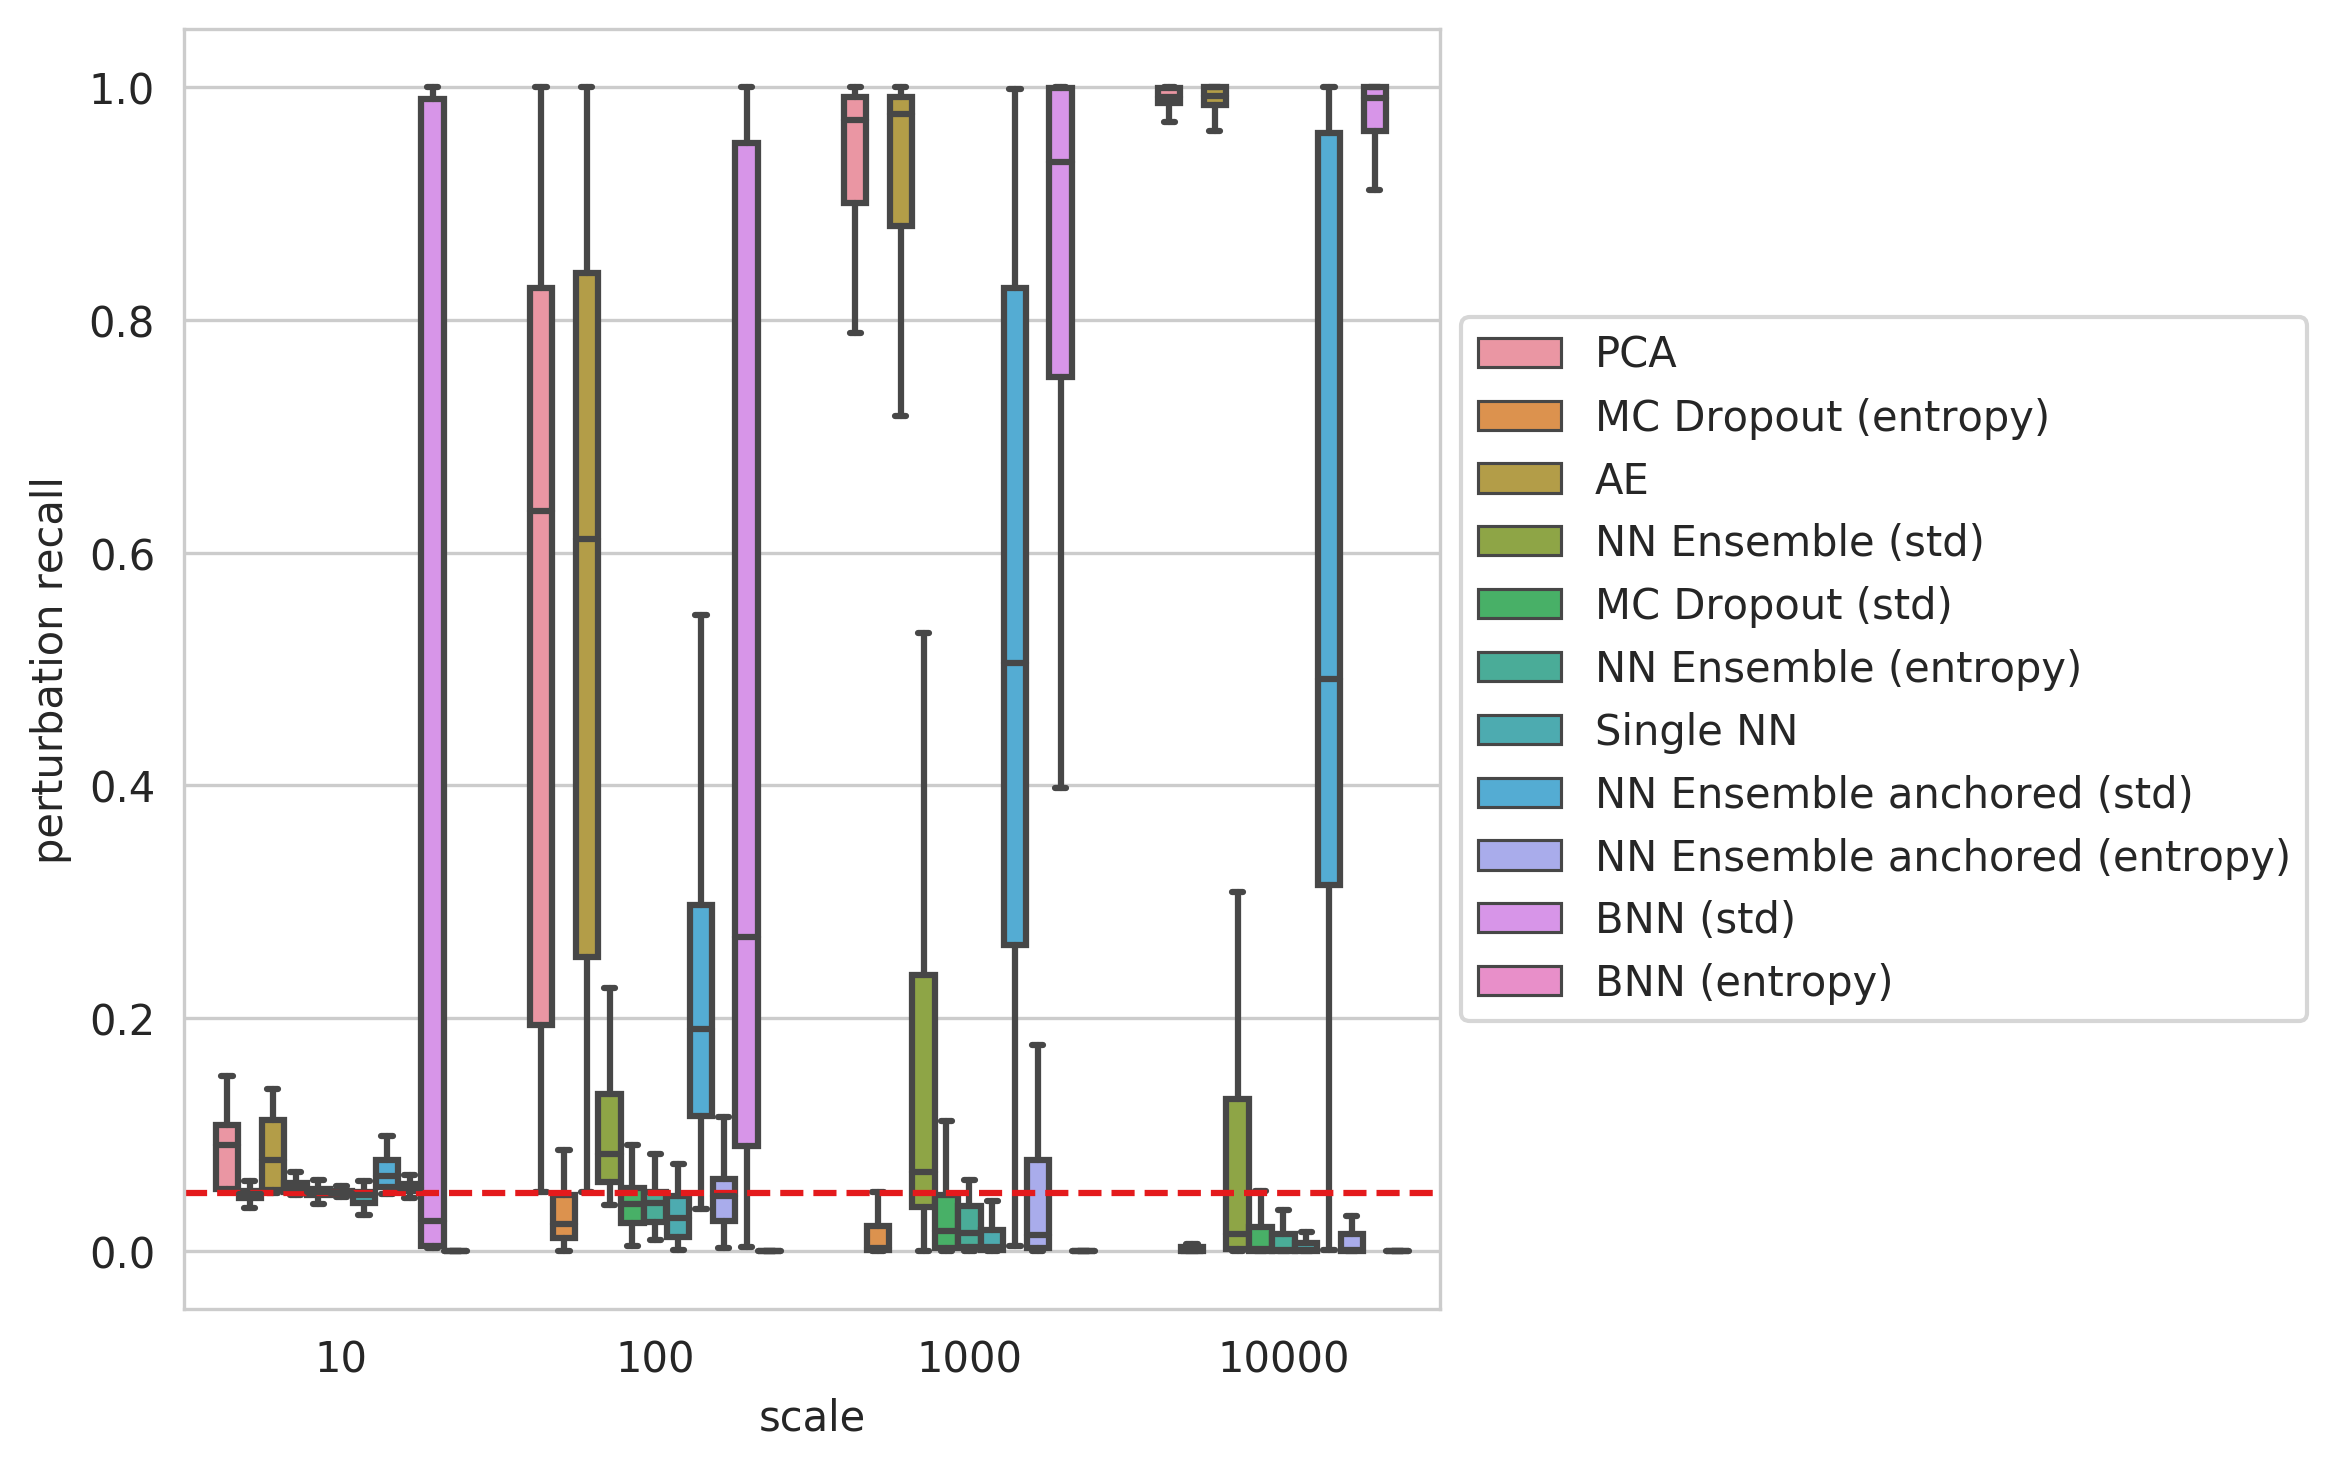 1.0
0.8
0.6
0.4
0.2
0.0
perturbation recall
10
100
1000
10000
scale
PCA
MC Dropout (entropy)
AE
NN Ensemble (std)
MC Dropout (std)
NN Ensemble (entropy)
Single NN
NN Ensemble anchored (std)
NN Ensemble anchored (entropy)
BNN (std)
BNN (entropy)